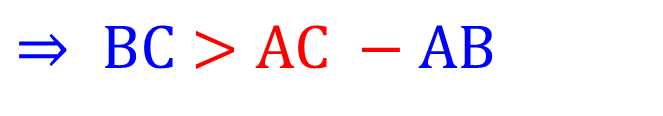 ⇒ BC > AC − AB